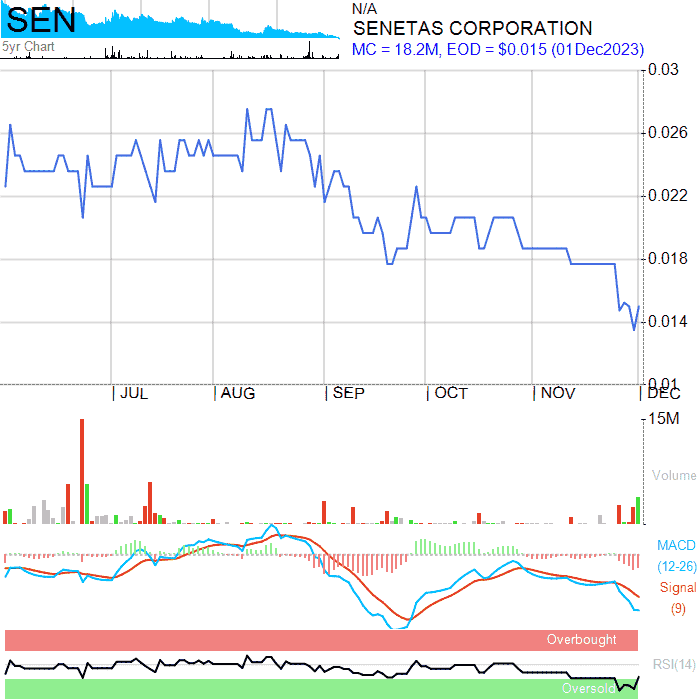 SEN
5yr Chart
N/A
SENETAS CORPORATION
MC = 18.2M, EOD = $0.015 (01Dec2023)
0.03
0.026
0.022
0.018
0.014
0.01
JUL AUG SEP OCT NOV DEC
15M
Volume
MACD
(12-26)
Signal
(9)
Overbought
RSI(14)
Oversold